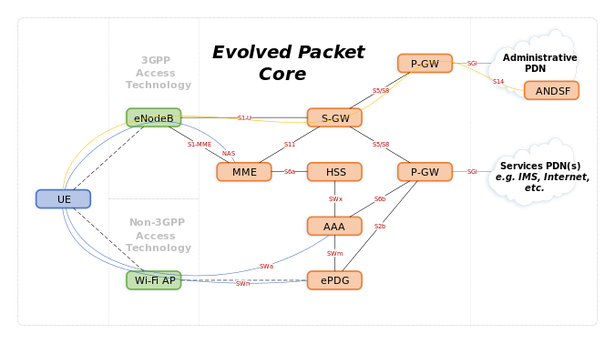 Evolved Packet
Core
3GPP
Access
Technology
P-GW
SGi
Administrative
PDN
S14
ANDSF
S5/S8
eNodeB
S1-U
S-GW
S1-MME
NAS
S11
S5/S8
MME
S6a
HSS
P-GW
SGi
Services PDN(s)
e.g. IMS, Internet,
etc.
UE
SWx
S6b
Non-3GPP
Access
Technology
AAA
S2b
SWm
SWa
Wi-Fi AP
SWn
ePDG